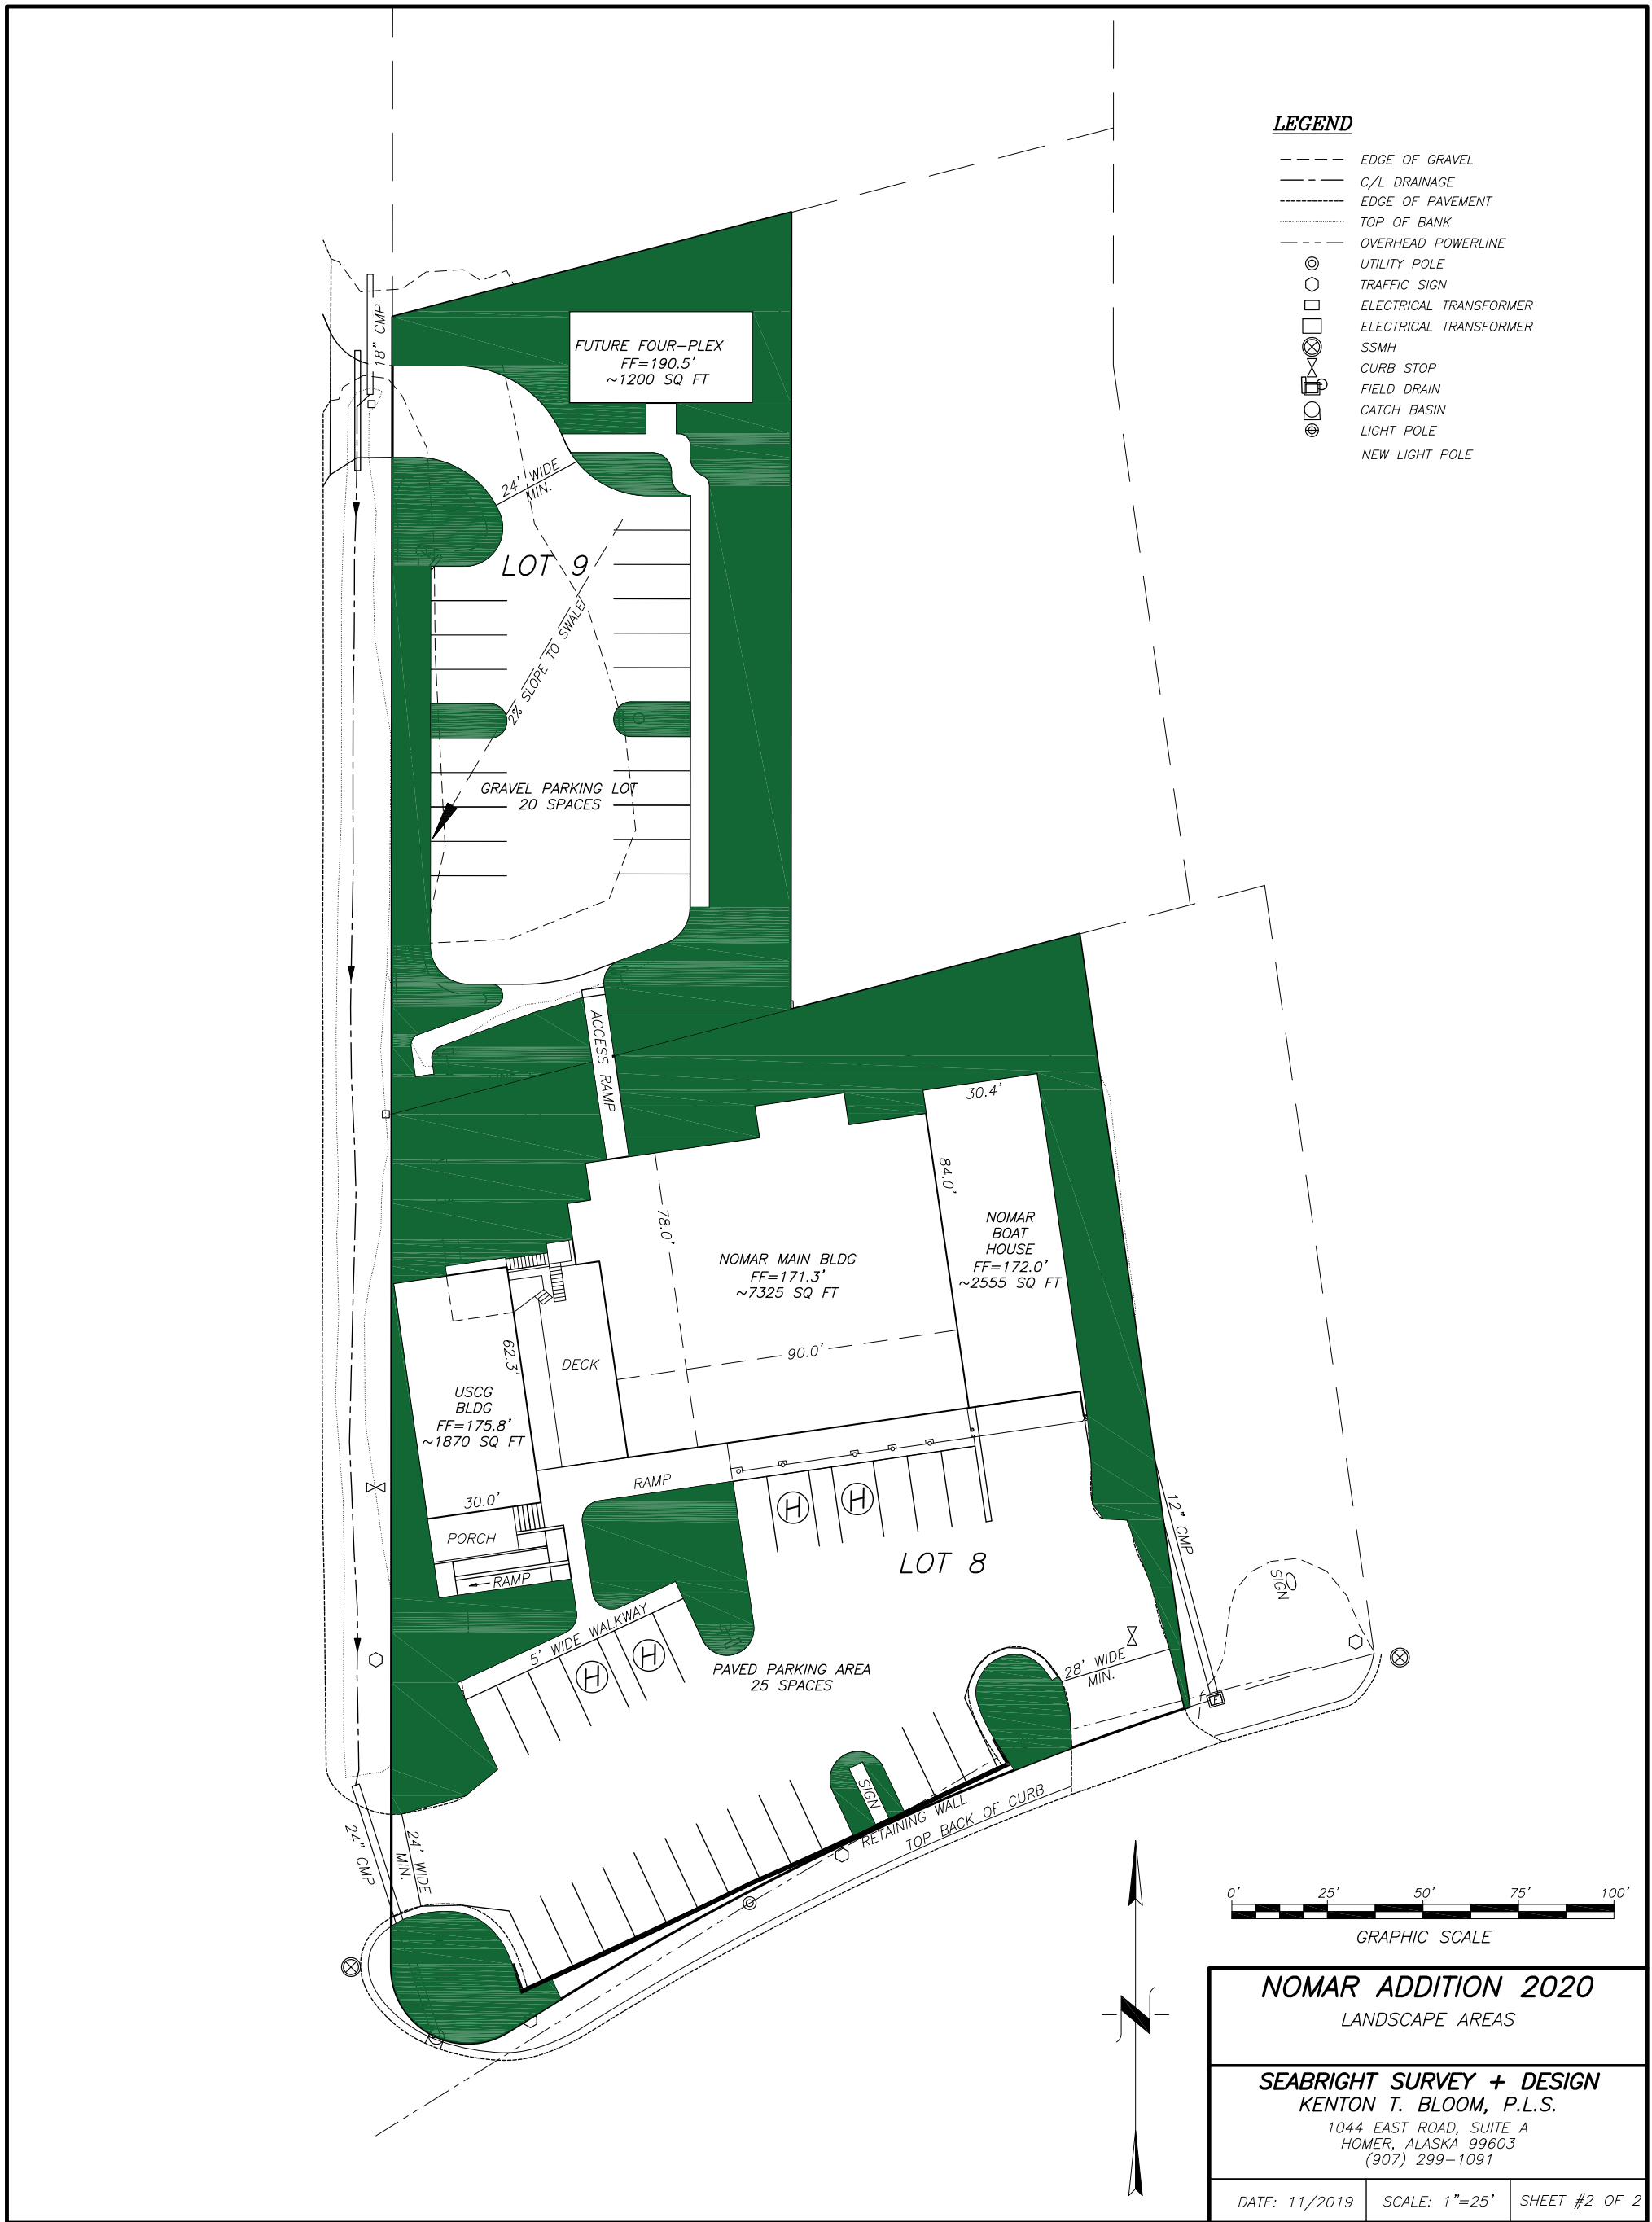 LEGEND
EDGE OF GRAVEL
C/L DRAINAGE
EDGE OF PAVEMENT
TOP OF BANK
OVERHEAD POWERLINE
UTILITY POLE
TRAFFIC SIGN
ELECTRICAL TRANSFORMER
ELECTRICAL TRANSFORMER
SSMH
CURB STOP
FIELD DRAIN
CATCH BASIN
LIGHT POLE
NEW LIGHT POLE
18" CMP
FUTURE FOUR-PLEX
FF=190.5'
~1200 SQ FT
24' WIDE
MIN.
LOT 9
2% SLOPE TO SWALE
GRAVEL PARKING LOT
20 SPACES
ACCESS RAMP
30.4'
84.0'
78.0'
NOMAR
BOAT
HOUSE
FF=172.0'
~2555 SQ FT
NOMAR MAIN BLDG
FF=171.3'
~7325 SQ FT
90.0'
62.3'
DECK
USCG
BLDG
FF=175.8'
~1870 SQ FT
30.0'
PORCH
RAMP
RAMP
H
H
LOT 8
12" CMP
SIGN
5' WIDE WALKWAY
H
H
PAVED PARKING AREA
25 SPACES
28' WIDE
MIN.
F
SIGN
RETAINING WALL
TOP BACK OF CURB
24" CMP
24' WIDE
MIN.
N
0' 25' 50' 75' 100'
GRAPHIC SCALE
NOMAR ADDITION 2020
LANDSCAPE AREAS
SEABRIGHT SURVEY + DESIGN
KENTON T. BLOOM, P.L.S.
1044 EAST ROAD, SUITE A
HOMER, ALASKA 99603
(907) 299-1091
DATE: 11/2019 SCALE: 1"=25' SHEET #2 OF 2